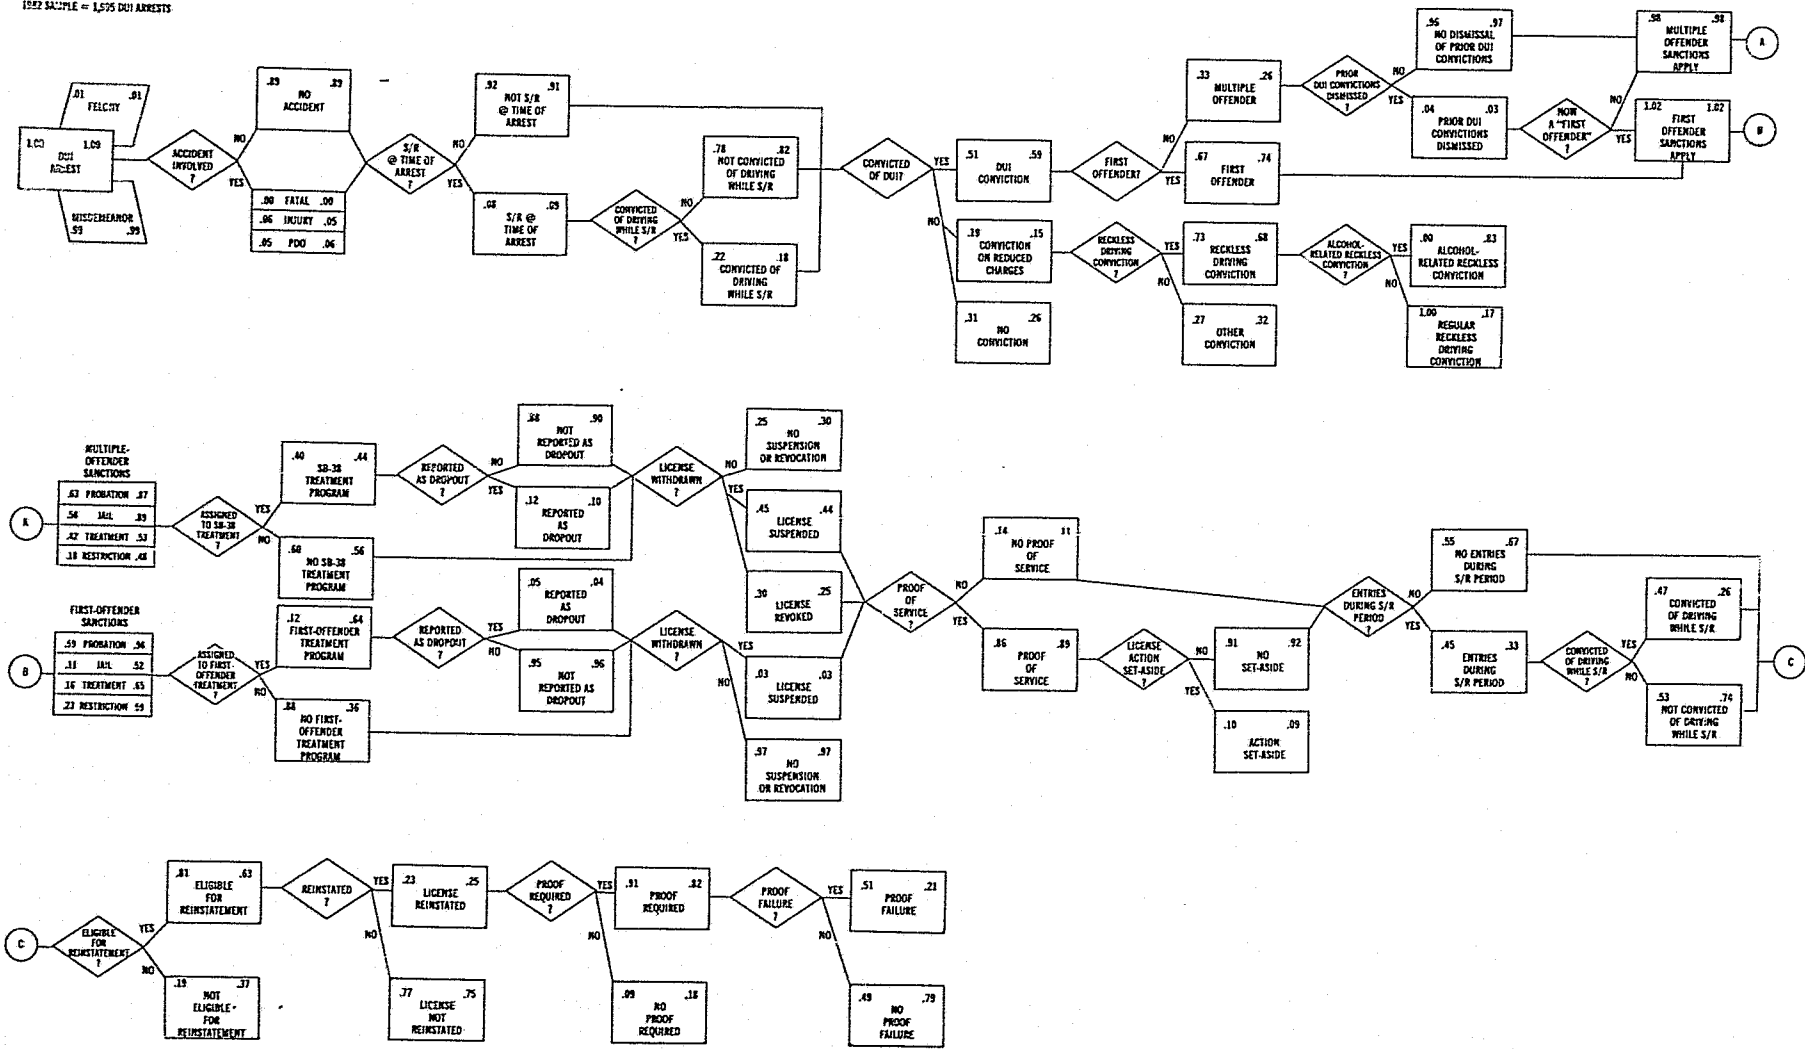 1982 SAMPLE = 1,595 DUI ARRESTS
.01 .01
FELONY
DUI
ARREST
MISDEMEANOR
.99 .99
ACCIDENT
INVOLVED
?
NO
YES
.89 .89
NO
ACCIDENT
.00 FATAL .00
.06 INJURY .05
.05 PDO .06
S/R
@ TIME OF
ARREST
?
NO
YES
.92 .91
NOT S/R
@ TIME OF
ARREST
.08 .09
S/R @
TIME OF
ARREST
CONVICTED
OF DRIVING
WHILE S/R
?
NO
YES
.78 .82
NOT CONVICTED
OF DRIVING
WHILE S/R
.22 .18
CONVICTED OF
DRIVING
WHILE S/R
CONVICTED
OF DUI?
YES
NO
.51 .59
DUI
CONVICTION
.19 .15
CONVICTION
ON REDUCED
CHARGES
.31 .26
NO
CONVICTION
FIRST
OFFENDER?
NO
YES
.33 .26
MULTIPLE
OFFENDER
.67 .74
FIRST
OFFENDER
RECKLESS
DRIVING
CONVICTION
?
YES
NO
.73 .68
RECKLESS
DRIVING
CONVICTION
.27 .32
OTHER
CONVICTION
PRIOR
DUI CONVICTIONS
DISMISSED
?
NO
YES
.96 .97
NO DISMISSAL
OF PRIOR DUI
CONVICTIONS
.04 .03
PRIOR DUI
CONVICTIONS
DISMISSED
NOW
A "FIRST
OFFENDER"
?
NO
YES
.98 .98
MULTIPLE
OFFENDER
SANCTIONS
APPLY
A
1.02 1.02
FIRST
OFFENDER
SANCTIONS
APPLY
B
ALCOHOL-
RELATED RECKLESS
CONVICTION
?
YES
NO
.00 .83
ALCOHOL-
RELATED RECKLESS
CONVICTION
1.00 .17
REGULAR
RECKLESS
DRIVING
CONVICTION
A
MULTIPLE-
OFFENDER
SANCTIONS
.63 PROBATION .87
JAIL .89
.42 TREATMENT .53
.18 RESTRICTION .48
ASSIGNED
TO SB-38
TREATMENT
?
YES
NO
.40 .44
SB-38
TREATMENT
PROGRAM
.60 .56
NO SB-38
TREATMENT
PROGRAM
REPORTED
AS DROPOUT
?
NO
YES
.88 .90
NOT
REPORTED AS
DROPOUT
.12 .10
REPORTED
AS
DROPOUT
LICENSE
WITHDRAWN
?
NO
YES
.25 .30
NO
SUSPENSION
OR REVOCATION
.45 .44
LICENSE
SUSPENDED
.30 .25
LICENSE
REVOKED
B
FIRST-OFFENDER
SANCTIONS
.59 PROBATION .96
.11 JAIL .52
.16 TREATMENT .65
.23 RESTRICTION .59
ASSIGNED
TO FIRST-
OFFENDER
TREATMENT
?
YES
NO
.12 .64
FIRST-OFFENDER
TREATMENT
PROGRAM
.88 .36
NO FIRST-
OFFENDER
TREATMENT
PROGRAM
REPORTED
AS DROPOUT
?
YES
NO
.05 .04
REPORTED
AS
DROPOUT
.95 .96
NOT
REPORTED AS
DROPOUT
LICENSE
WITHDRAWN
?
YES
NO
.03 .03
LICENSE
SUSPENDED
.97 .97
NO
SUSPENSION
OR REVOCATION
PROOF
OF
SERVICE?
NO
YES
.14 .11
NO PROOF
OF
SERVICE
.86 .89
PROOF
OF
SERVICE
LICENSE
ACTION
SET-ASIDE
?
NO
YES
.91 .92
NO
SET-ASIDE
.10 .09
ACTION
SET-ASIDE
ENTRIES
DURING S/R
PERIOD
?
NO
YES
.55 .67
NO ENTRIES
DURING
S/R PERIOD
.45 .33
ENTRIES
DURING
S/R PERIOD
CONVICTED
OF DRIVING
WHILE S/R
?
YES
NO
.47 .26
CONVICTED
OF DRIVING
WHILE S/R
.53 .74
NOT CONVICTED
OF DRIVING
WHILE S/R
C
C
ELIGIBLE
FOR
REINSTATEMENT
?
YES
NO
.81 .63
ELIGIBLE
FOR
REINSTATEMENT
.19 .37
NOT
ELIGIBLE
FOR
REINSTATEMENT
REINSTATED
?
YES
NO
.23 .25
LICENSE
REINSTATED
.77 .75
LICENSE
NOT
REINSTATED
PROOF
REQUIRED
?
YES
NO
.91 .82
PROOF
REQUIRED
.09 .18
NO
PROOF
REQUIRED
PROOF
FAILURE
?
YES
NO
.51 .21
PROOF
FAILURE
.49 .79
NO
PROOF
FAILURE